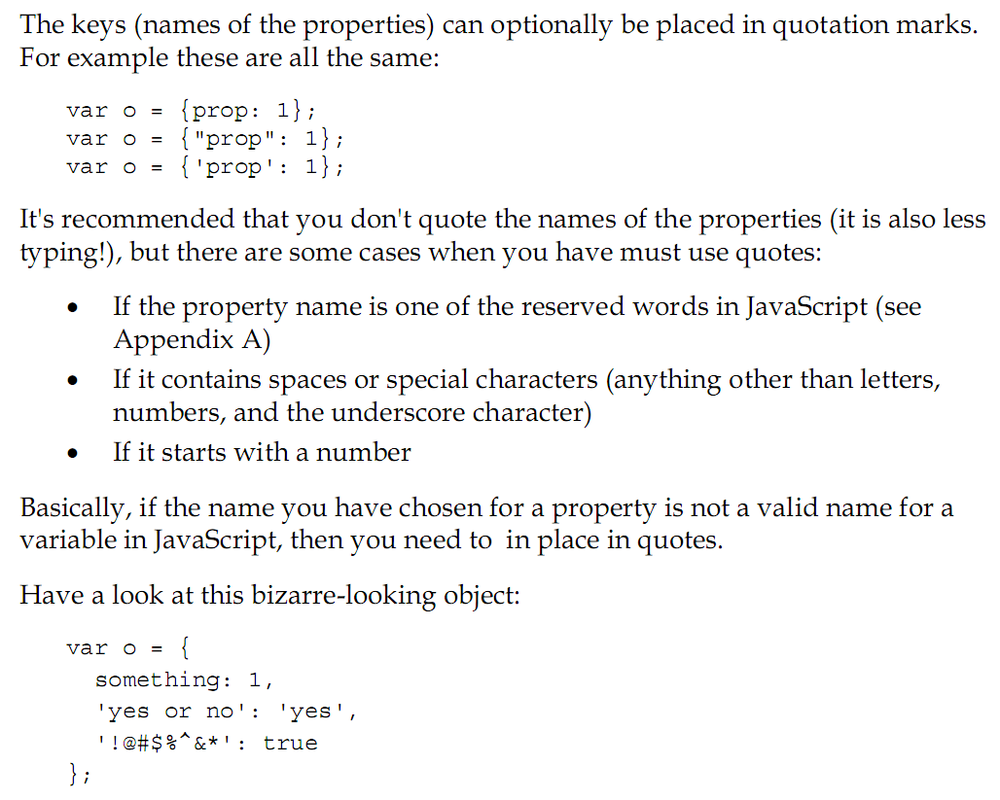 The keys (names of the properties) can optionally be placed in quotation marks.
For example these are all the same:
var o = {prop: 1};
var o = {"prop": 1};
var o = {'prop': 1};
It's recommended that you don't quote the names of the properties (it is also less
typing!), but there are some cases when you have must use quotes:
• If the property name is one of the reserved words in JavaScript (see
Appendix A)
• If it contains spaces or special characters (anything other than letters,
numbers, and the underscore character)
• If it starts with a number
Basically, if the name you have chosen for a property is not a valid name for a
variable in JavaScript, then you need to  in place in quotes.
Have a look at this bizarre-looking object:
var o = {
  something: 1,
  'yes or no': 'yes',
  '!@#$%^&*': true
};